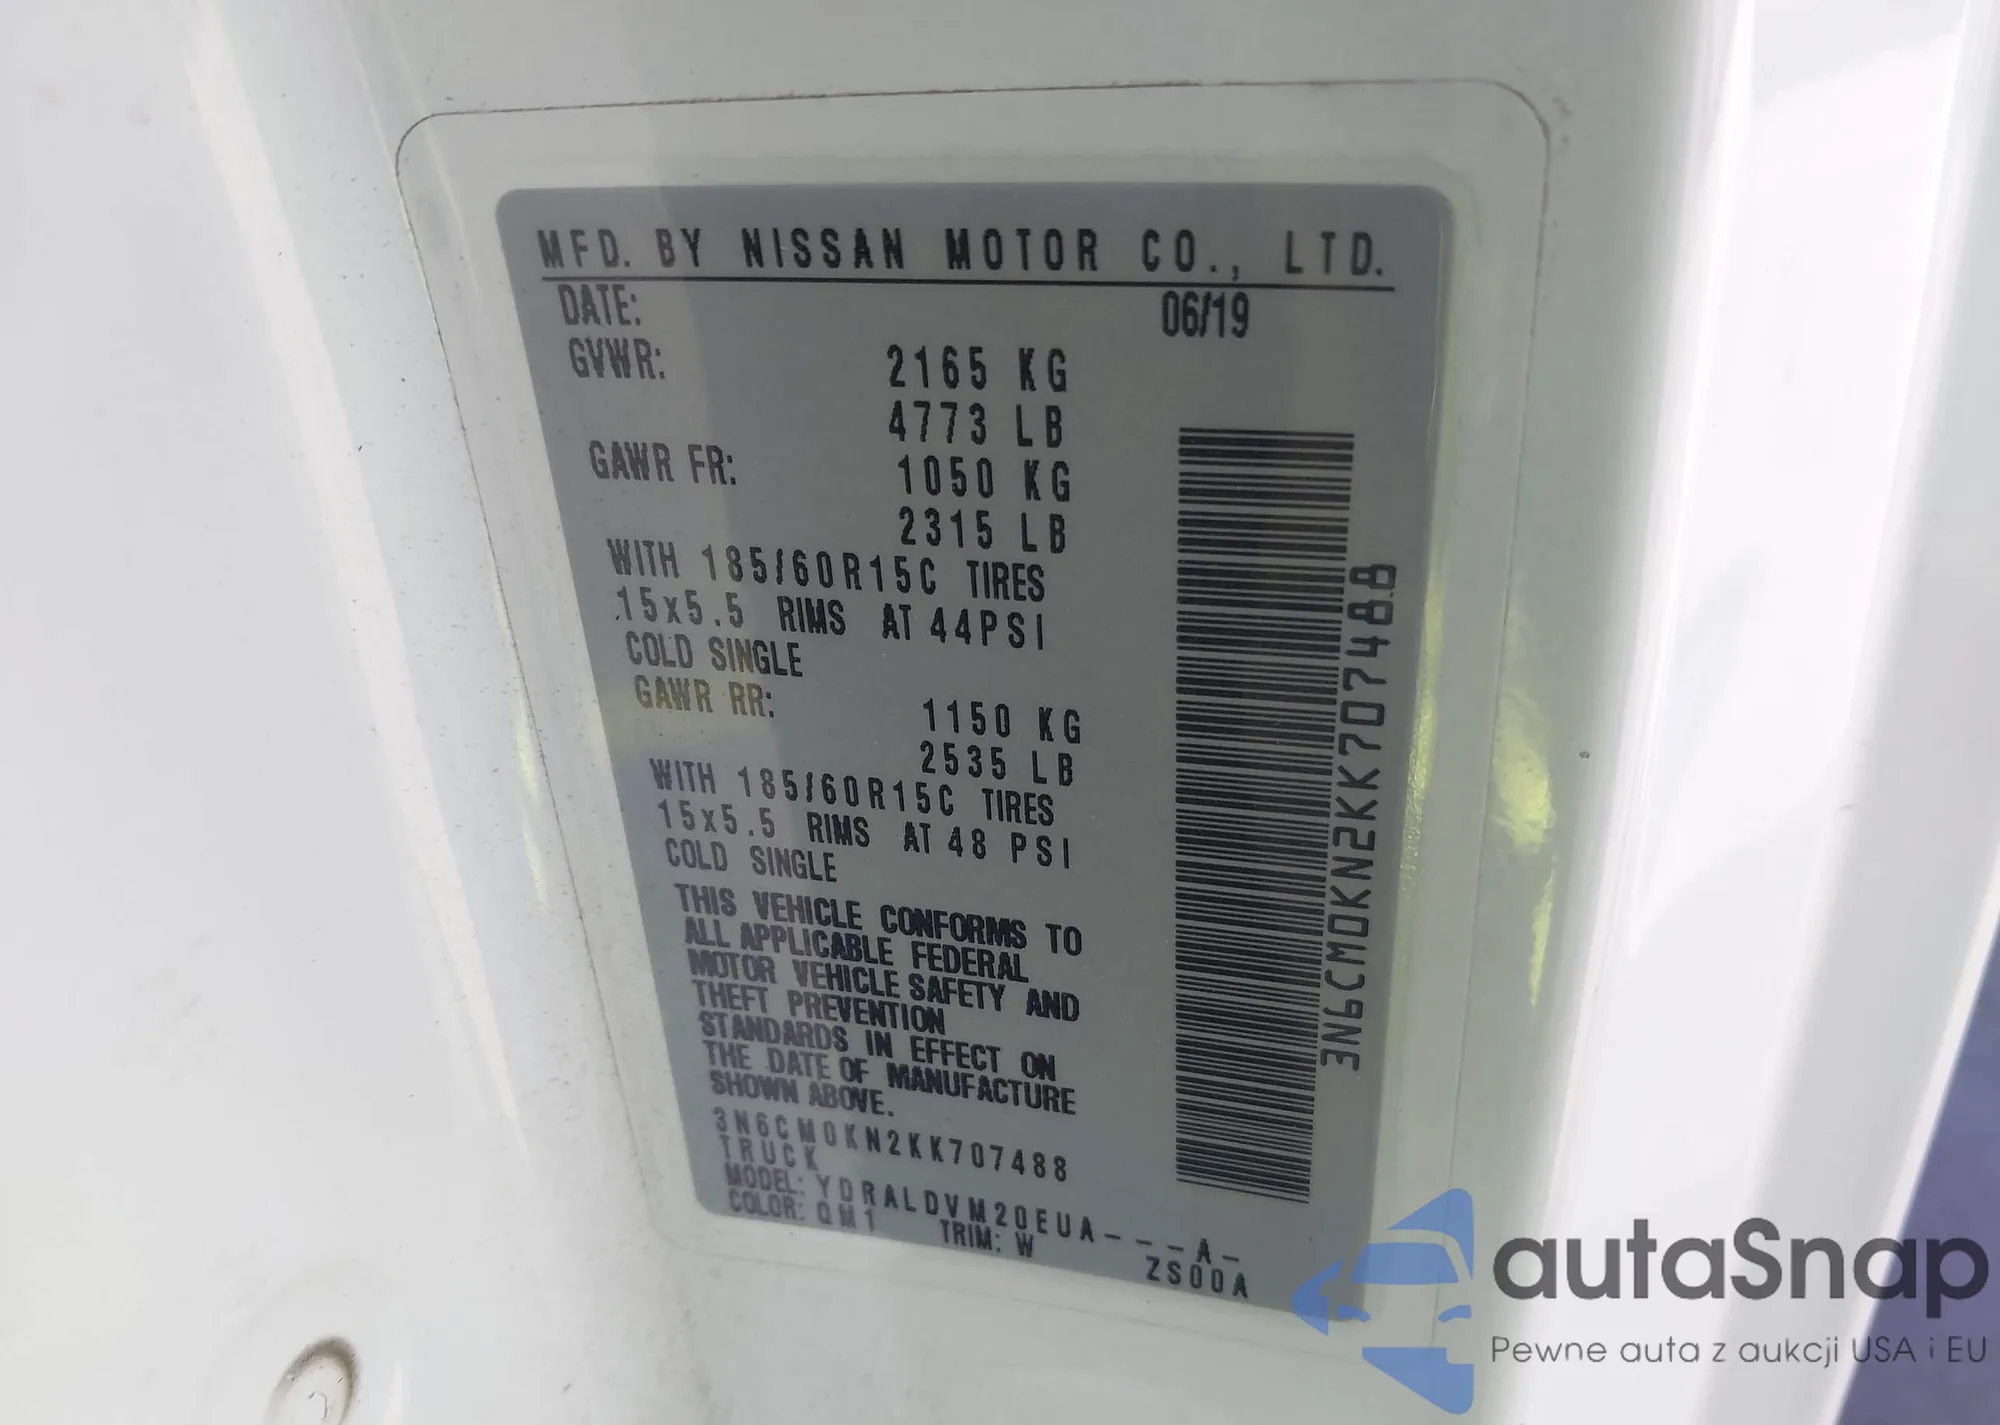 MFD. BY NISSAN MOTOR CO., LTD.
DATE: 06/19
GVWR: 2165 KG
4773 LB
GAWR FR: 1050 KG
2315 LB
WITH 185/60R15C TIRES
15x5.5 RIMS AT 44PSI
COLD SINGLE
GAWR RR: 1150 KG
2535 LB
WITH 185/60R15C TIRES
15x5.5 RIMS AT 48 PSI
COLD SINGLE
THIS VEHICLE CONFORMS TO
ALL APPLICABLE FEDERAL
MOTOR VEHICLE SAFETY AND
THEFT PREVENTION
STANDARDS IN EFFECT ON
THE DATE OF MANUFACTURE
SHOWN ABOVE.
3N6CM0KN2KK707488
TRUCK
MODEL: YDRALDVM20EUA---A-
COLOR: QM1 TRIM: W ZS00A
3N6CM0KN2KK707488
autaSnap
Pewne auta z aukcji USA i EU